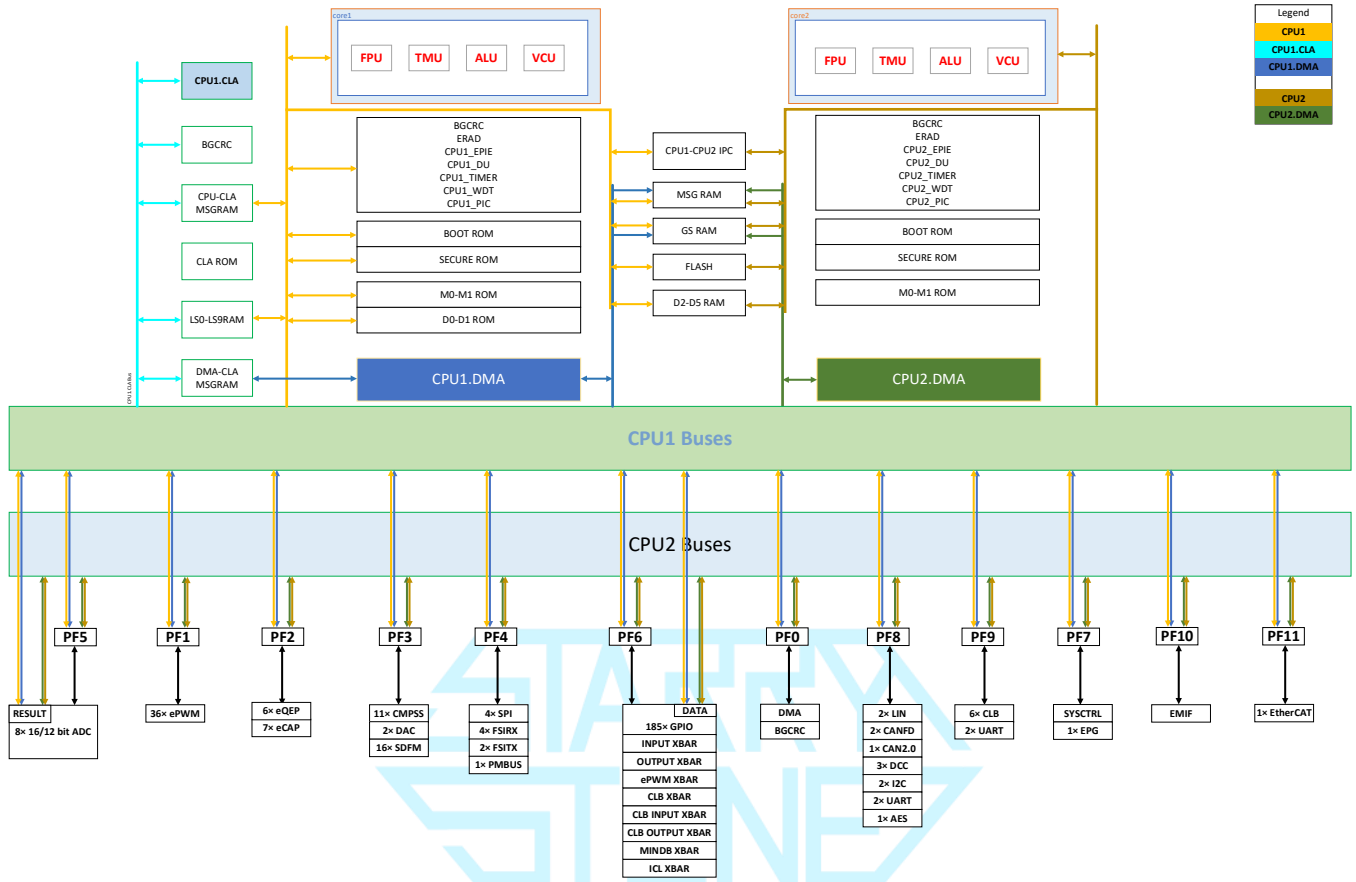 core1
FPU
TMU
ALU
VCU
core2
FPU
TMU
ALU
VCU
Legend
CPU1
CPU1.CLA
CPU1.DMA
CPU2
CPU2.DMA
CPU1.CLA
BGCRC
CPU-CLA
MSGRAM
CLA ROM
LS0-LS9RAM
DMA-CLA
MSGRAM
CPU1.CLA Bus
BGCRC
ERAD
CPU1_EPIE
CPU1_DU
CPU1_TIMER
CPU1_WDT
CPU1_PIC
BOOT ROM
SECURE ROM
M0-M1 ROM
D0-D1 ROM
CPU1.DMA
CPU1-CPU2 IPC
MSG RAM
GS RAM
FLASH
D2-D5 RAM
BGCRC
ERAD
CPU2_EPIE
CPU2_DU
CPU2_TIMER
CPU2_WDT
CPU2_PIC
BOOT ROM
SECURE ROM
M0-M1 ROM
CPU2.DMA
CPU1 Buses
CPU2 Buses
PF5
PF1
PF2
PF3
PF4
PF6
PF0
PF8
PF9
PF7
PF10
PF11
RESULT
8× 16/12 bit ADC
36× ePWM
6× eQEP
7× eCAP
11× CMPSS
2× DAC
16× SDFM
4× SPI
4× FSIRX
2× FSITX
1× PMBUS
DATA
185× GPIO
INPUT XBAR
OUTPUT XBAR
ePWM XBAR
CLB XBAR
CLB INPUT XBAR
CLB OUTPUT XBAR
MINDB XBAR
ICL XBAR
DMA
BGCRC
2× LIN
2× CANFD
1× CAN2.0
3× DCC
2× I2C
2× UART
1× AES
6× CLB
2× UART
SYSCTRL
1× EPG
EMIF
1× EtherCAT
STARRY
STONE